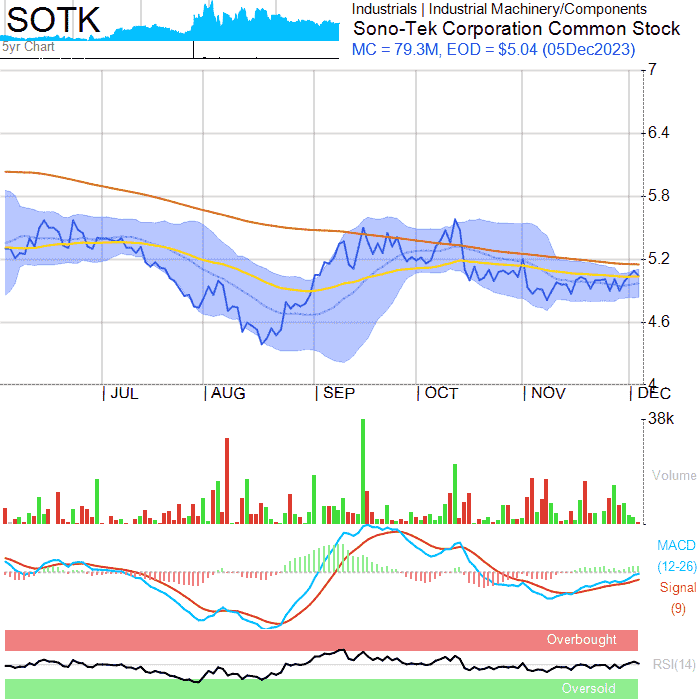 SOTK
5yr Chart
Industrials | Industrial Machinery/Components
Sono-Tek Corporation Common Stock
MC = 79.3M, EOD = $5.04 (05Dec2023)
7
6.4
5.8
5.2
4.6
4
| JUL | AUG | SEP | OCT | NOV | DEC
38k
Volume
MACD
(12-26)
Signal
(9)
Overbought
RSI(14)
Oversold